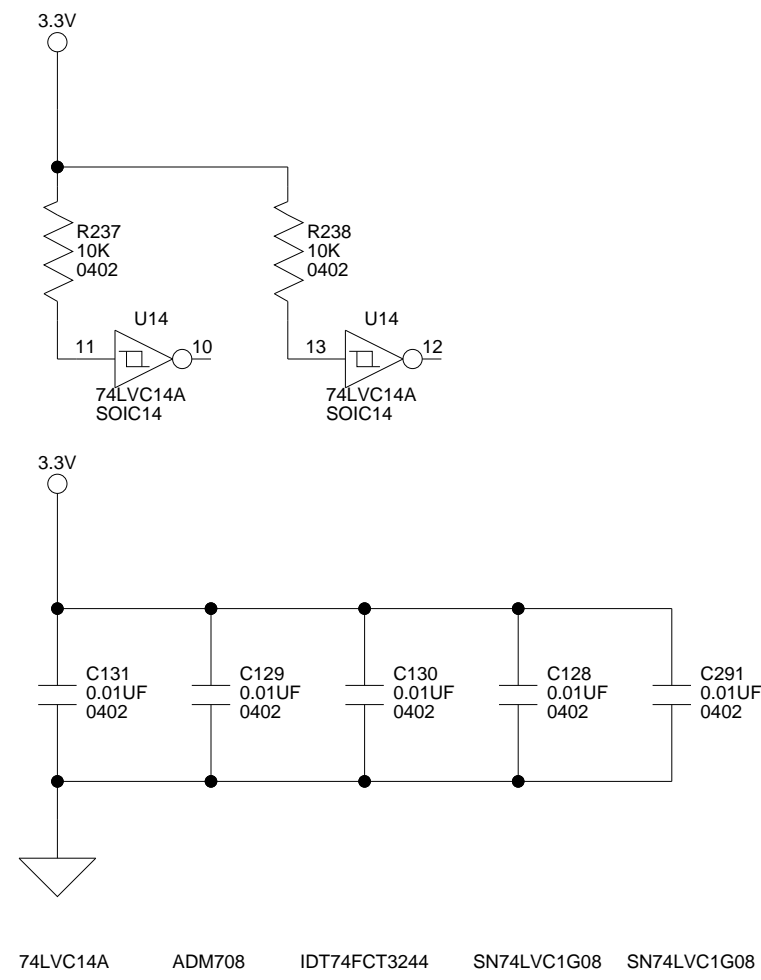 3.3V
R237
10K
0402
R238
10K
0402
U14
11
10
74LVC14A
SOIC14
U14
13
12
74LVC14A
SOIC14
3.3V
C131
0.01UF
0402
C129
0.01UF
0402
C130
0.01UF
0402
C128
0.01UF
0402
C291
0.01UF
0402
74LVC14A
ADM708
IDT74FCT3244
SN74LVC1G08
SN74LVC1G08